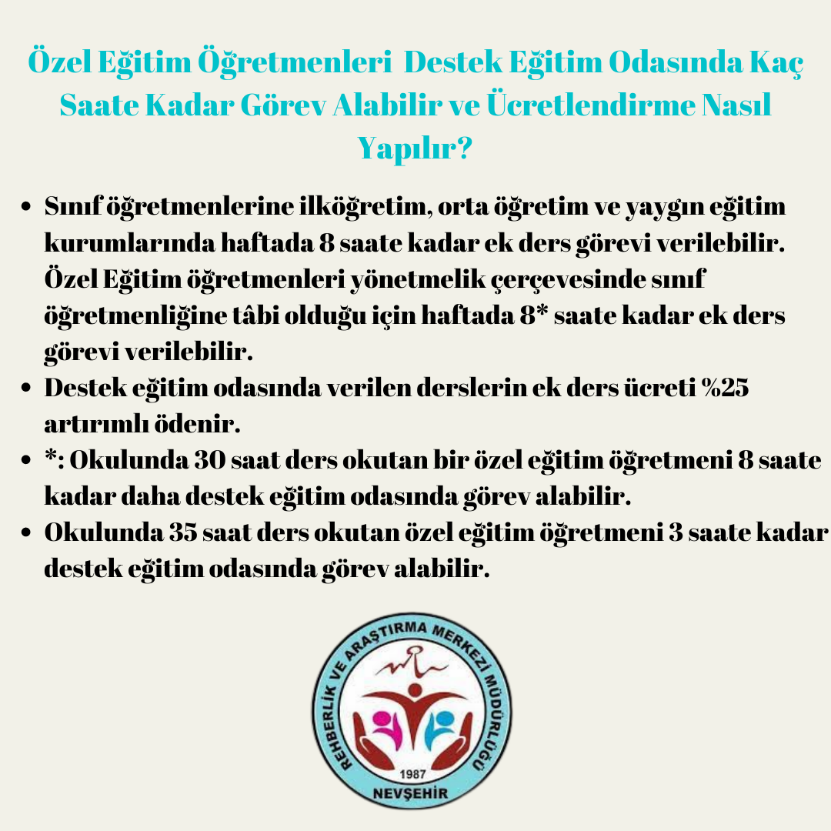 Özel Eğitim Öğretmenleri Destek Eğitim Odasında Kaç
Saate Kadar Görev Alabilir ve Ücretlendirme Nasıl
Yapılır?
• Sınıf öğretmenlerine ilköğretim, orta öğretim ve yaygın eğitim
kurumlarında haftada 8 saate kadar ek ders görevi verilebilir.
Özel Eğitim öğretmenleri yönetmelik çerçevesinde sınıf
öğretmenliğine tâbi olduğu için haftada 8* saate kadar ek ders
görevi verilebilir.
• Destek eğitim odasında verilen derslerin ek ders ücreti %25
artırımlı ödenir.
• *: Okulunda 30 saat ders okutan bir özel eğitim öğretmeni 8 saate
kadar daha destek eğitim odasında görev alabilir.
• Okulunda 35 saat ders okutan özel eğitim öğretmeni 3 saate kadar
destek eğitim odasında görev alabilir.
REHBERLİK VE ARAŞTIRMA MERKEZİ MÜDÜRLÜĞÜ
1987
NEVŞEHİR